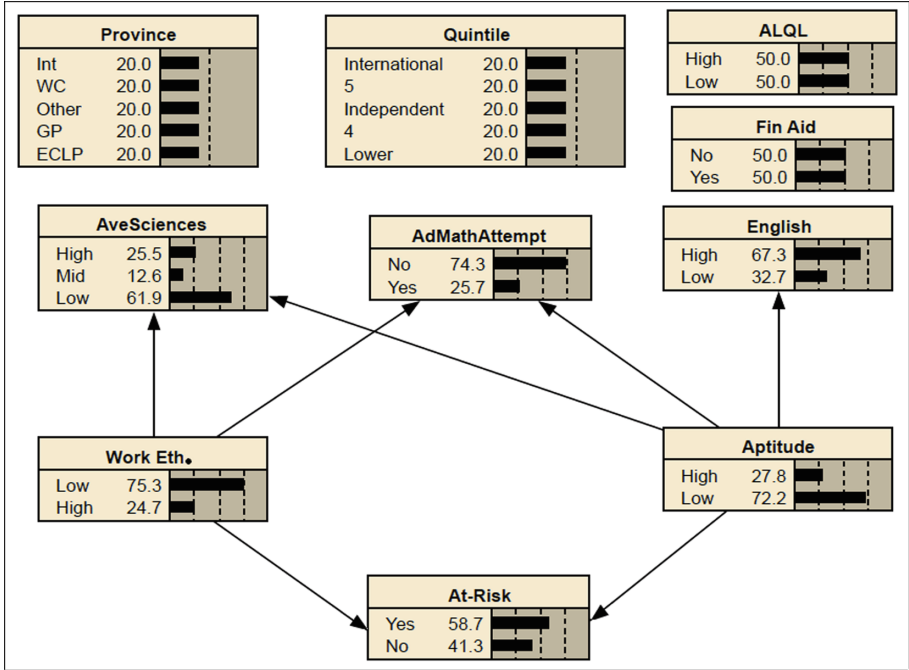 Province
Int 20.0
WC 20.0
Other 20.0
GP 20.0
ECLP 20.0
Quintile
International 20.0
5 20.0
Independent 20.0
4 20.0
Lower 20.0
ALQL
High 50.0
Low 50.0
Fin Aid
No 50.0
Yes 50.0
AveSciences
High 25.5
Mid 12.6
Low 61.9
AdMathAttempt
No 74.3
Yes 25.7
English
High 67.3
Low 32.7
Work Eth.
Low 75.3
High 24.7
Aptitude
High 27.8
Low 72.2
At-Risk
Yes 58.7
No 41.3